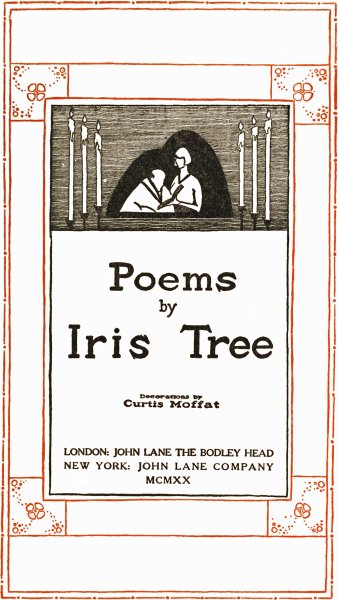 Poems
by
Iris Tree
Decorations by
Curtis Moffat
LONDON: JOHN LANE THE BODLEY HEAD
NEW YORK: JOHN LANE COMPANY
MCMXX